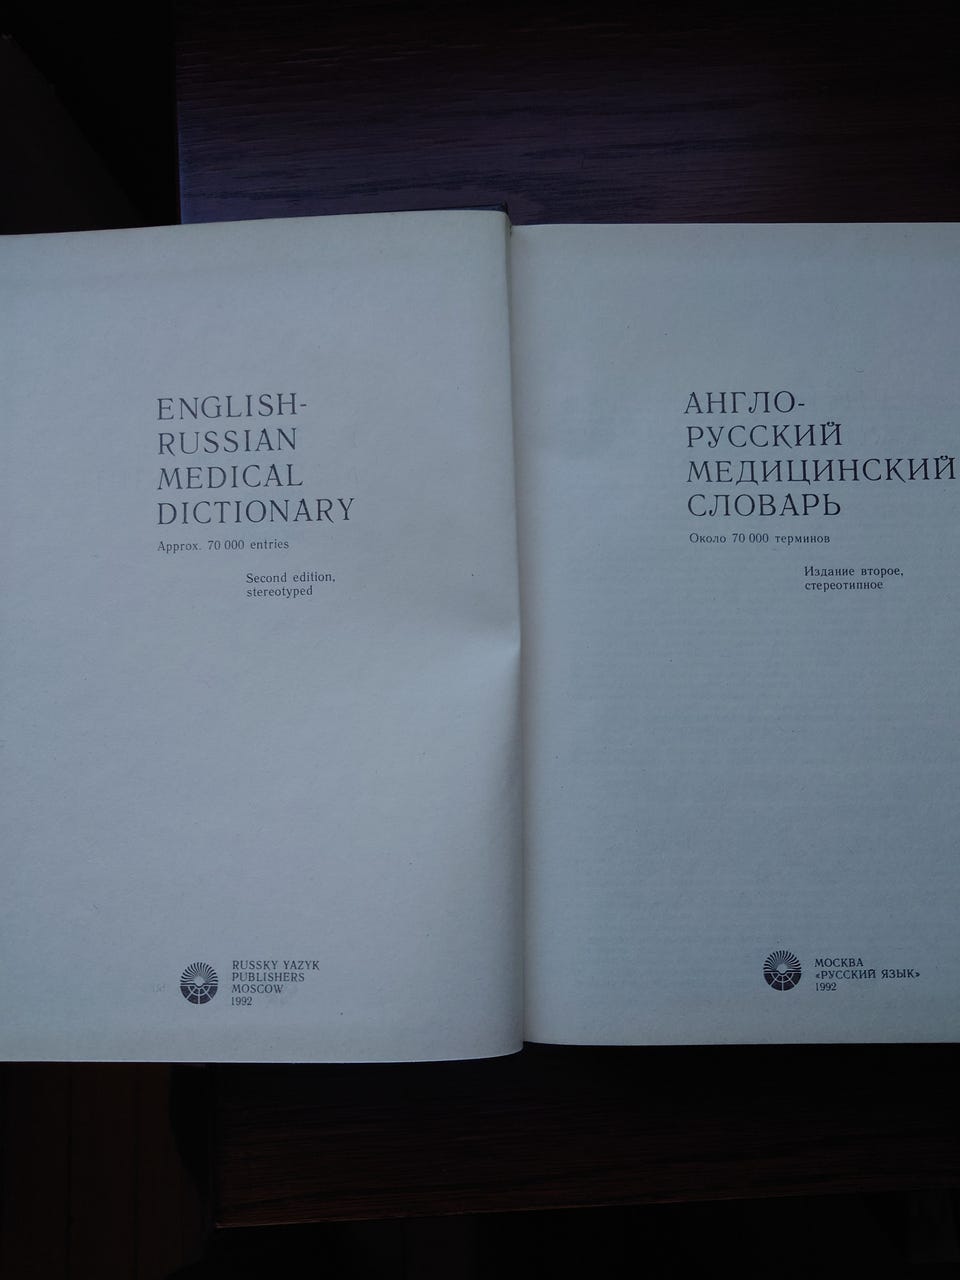 ENGLISH-
RUSSIAN
MEDICAL
DICTIONARY
Approx. 70 000 entries
Second edition,
stereotyped
RUSSKY YAZYK
PUBLISHERS
MOSCOW
1992
АНГЛО-
РУССКИЙ
МЕДИЦИНСКИЙ
СЛОВАРЬ
Около 70 000 терминов
Издание второе,
стереотипное
МОСКВА
«РУССКИЙ ЯЗЫК»
1992